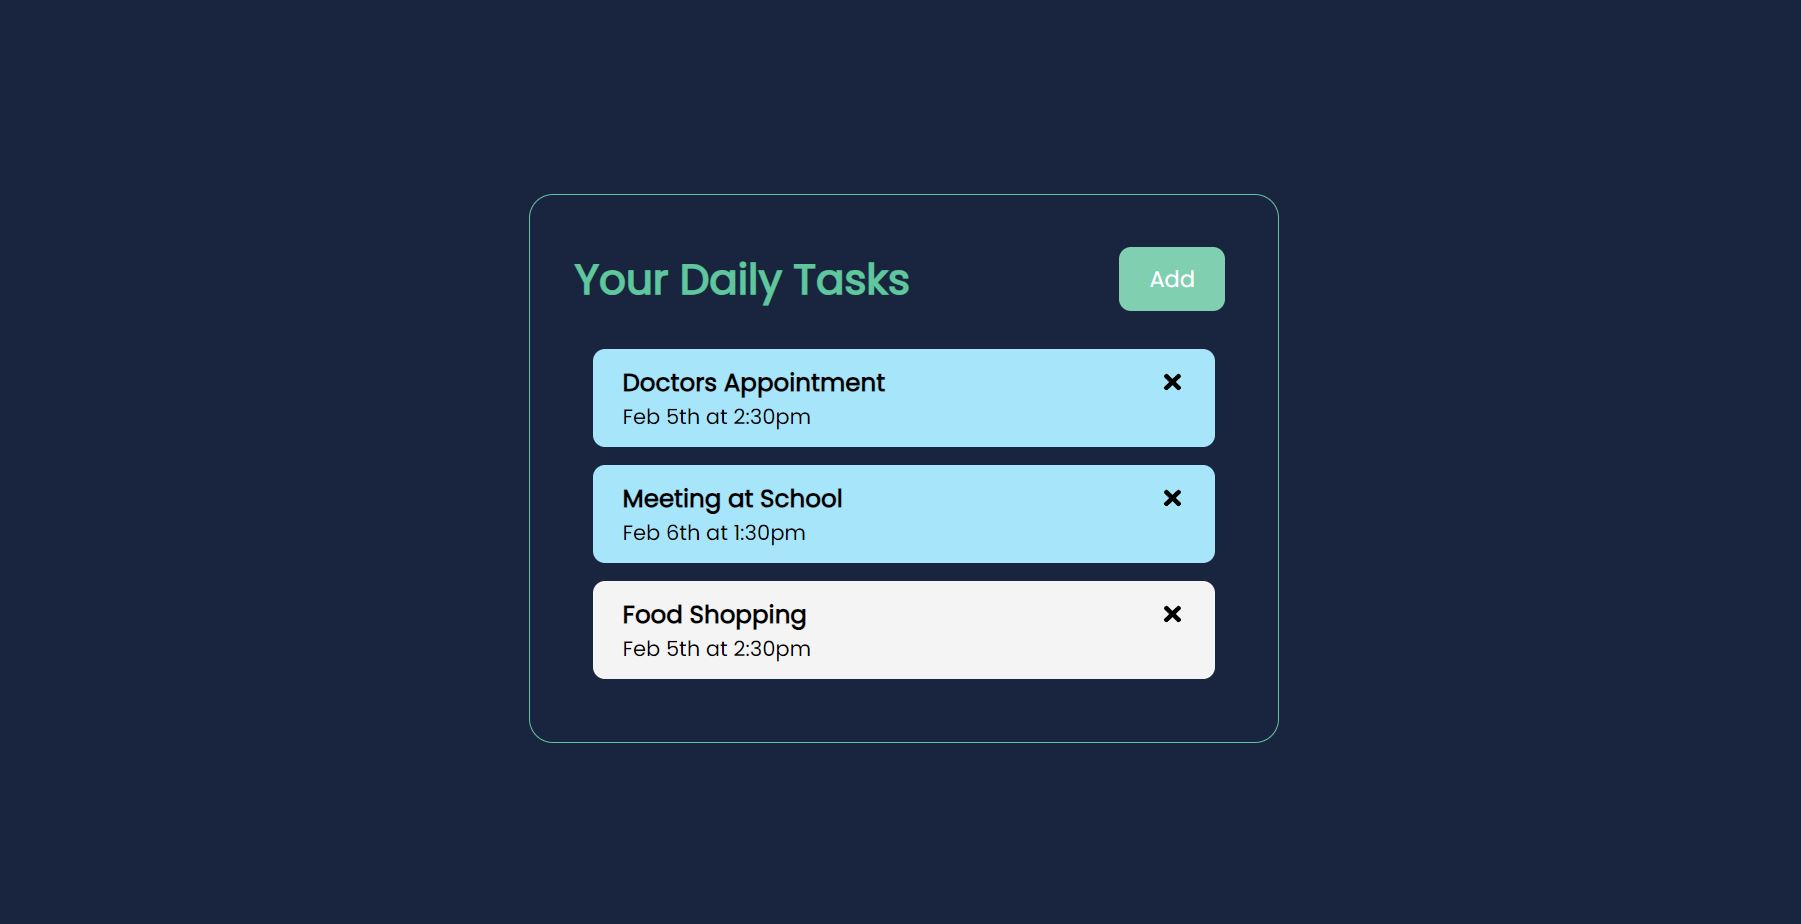 Your Daily Tasks
Add
Doctors Appointment
Feb 5th at 2:30pm
Meeting at School
Feb 6th at 1:30pm
Food Shopping
Feb 5th at 2:30pm